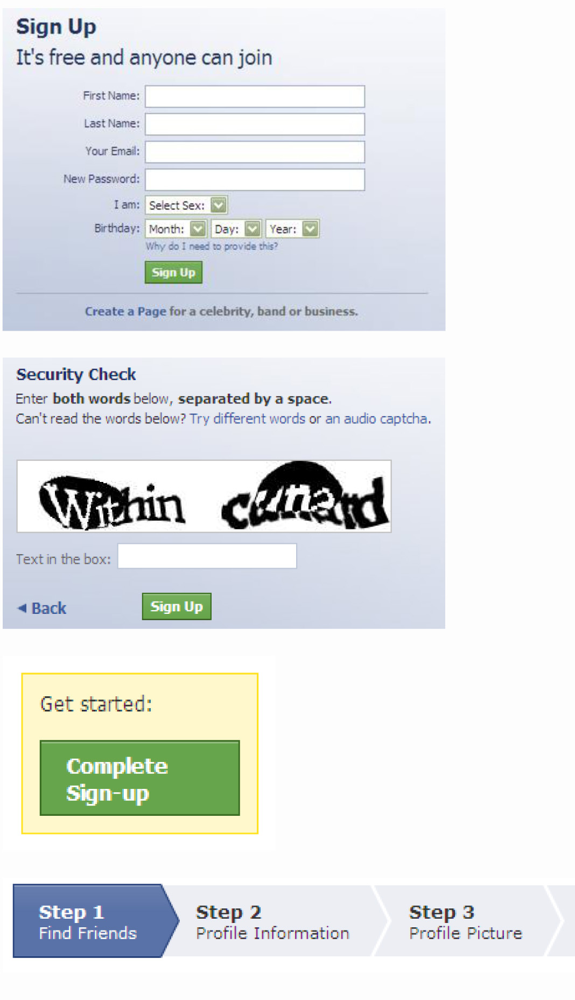 Sign Up
It's free and anyone can join
First Name:
Last Name:
Your Email:
New Password:
I am: Select Sex:
Birthday: Month: Day: Year:
Why do I need to provide this?
Sign Up
Create a Page for a celebrity, band or business.
Security Check
Enter both words below, separated by a space.
Can't read the words below? Try different words or an audio captcha.
Within cunard
Text in the box:
Back Sign Up
Get started:
Complete
Sign-up
Step 1 Step 2 Step 3
Find Friends Profile Information Profile Picture